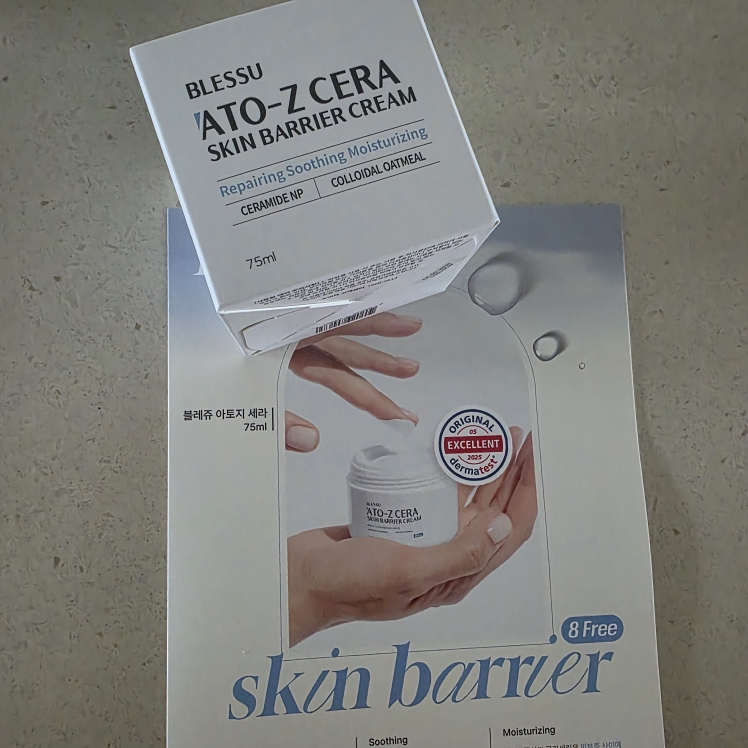 BLESSU
'ATO-Z CERA
SKIN BARRIER CREAM
Repairing Soothing Moisturizing
CERAMIDE NP
COLLOIDAL OATMEAL
75ml
블레쥬 아토지 세라
75ml
ORIGINAL
05
EXCELLENT
2025
dermatest
BLESSU
'ATO-Z CERA
SKIN BARRIER CREAM
8 Free
skin barrier
Soothing
Moisturizing